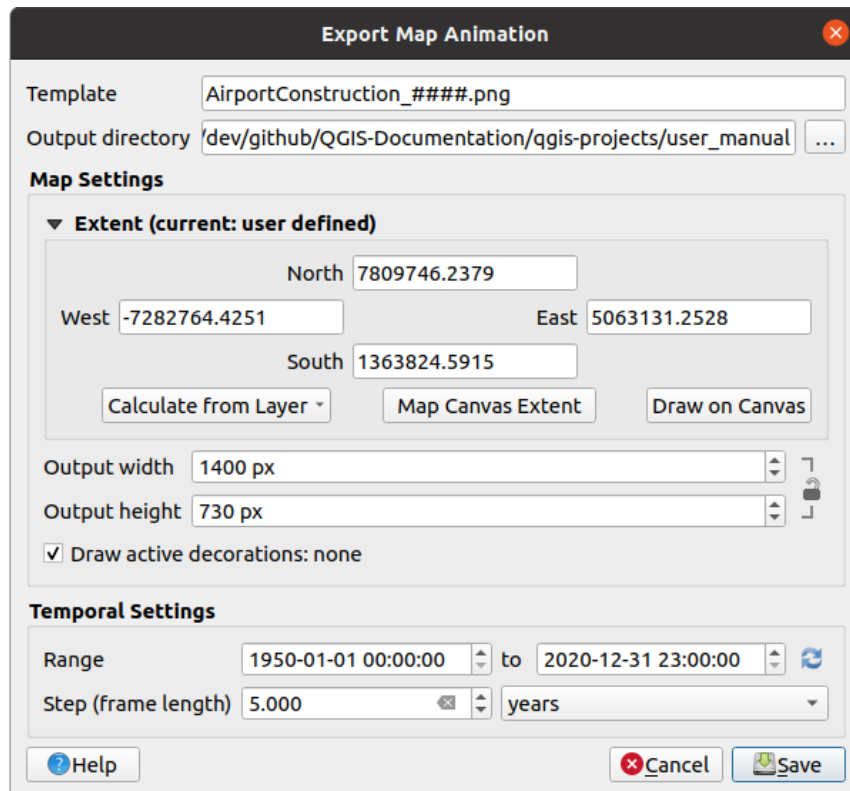 Export Map Animation
Template AirportConstruction_####.png
Output directory /dev/github/QGIS-Documentation/qgis-projects/user_manual ...
Map Settings
Extent (current: user defined)
North 7809746.2379
West -7282764.4251 East 5063131.2528
South 1363824.5915
Calculate from Layer Map Canvas Extent Draw on Canvas
Output width 1400 px
Output height 730 px
Draw active decorations: none
Temporal Settings
Range 1950-01-01 00:00:00 to 2020-12-31 23:00:00
Step (frame length) 5.000 years
Help Cancel Save